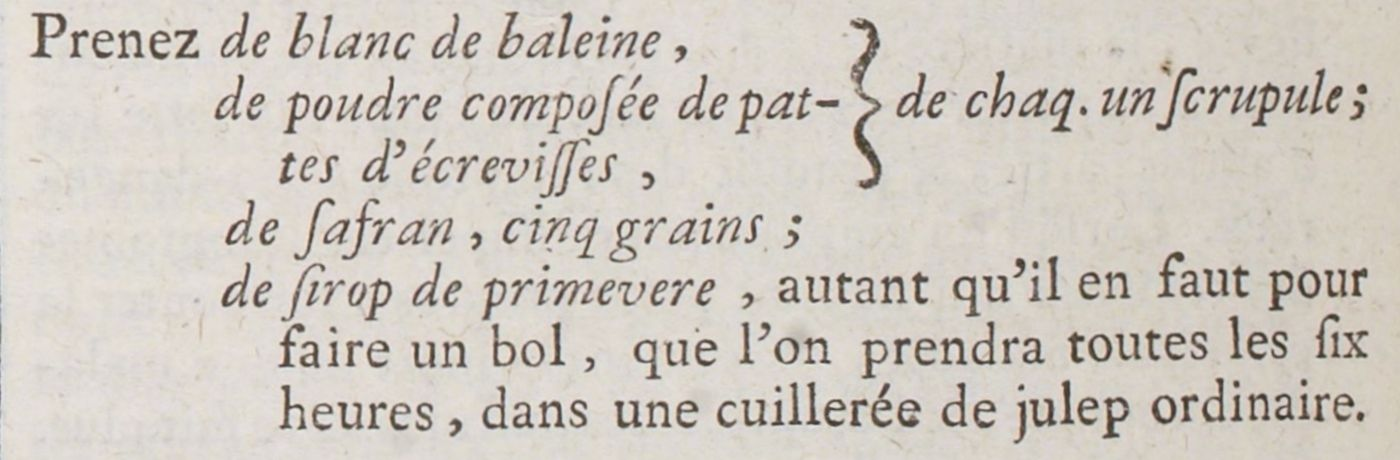 Prenez de blanc de baleine,
de poudre compoſée de pat- } de chaq. un ſcrupule;
tes d'écreviſſes,
de ſafran, cinq grains;
de ſirop de primevere, autant qu'il en faut pour
faire un bol, que l'on prendra toutes les ſix
heures, dans une cuillerée de julep ordinaire.